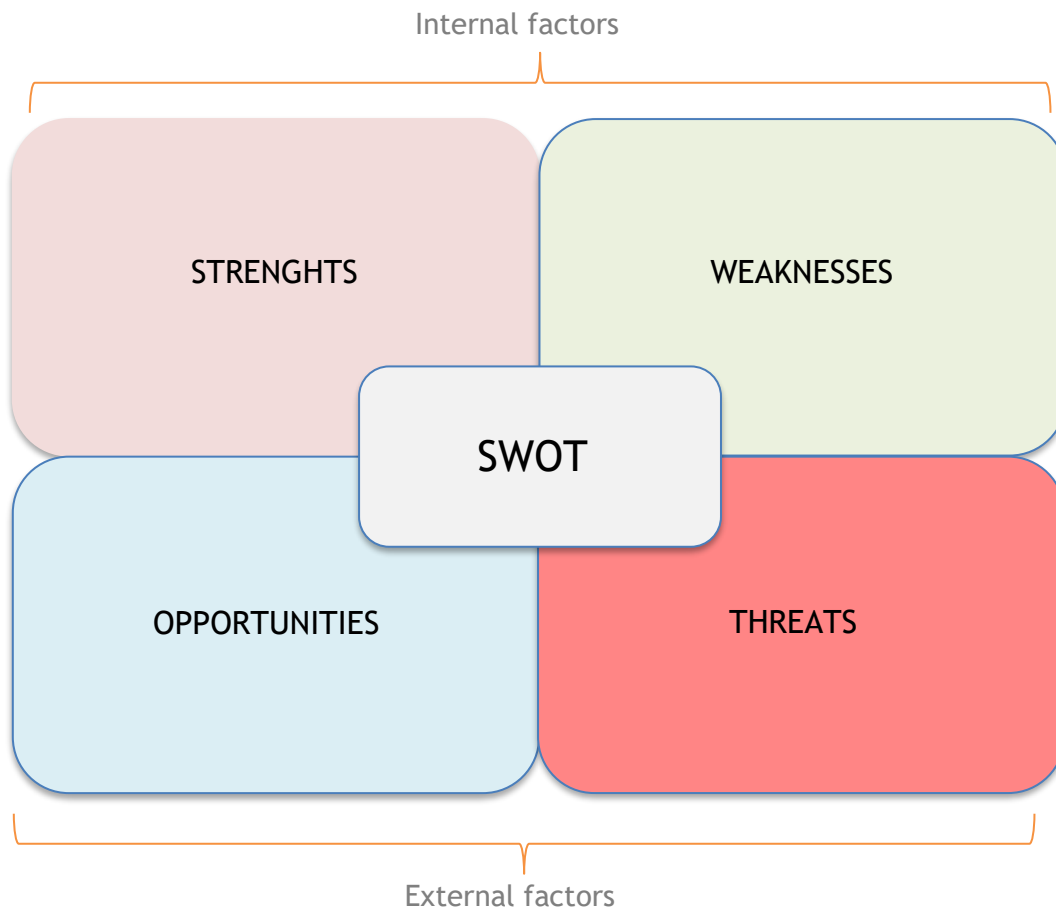 Internal factors
STRENGHTS
WEAKNESSES
SWOT
OPPORTUNITIES
THREATS
External factors